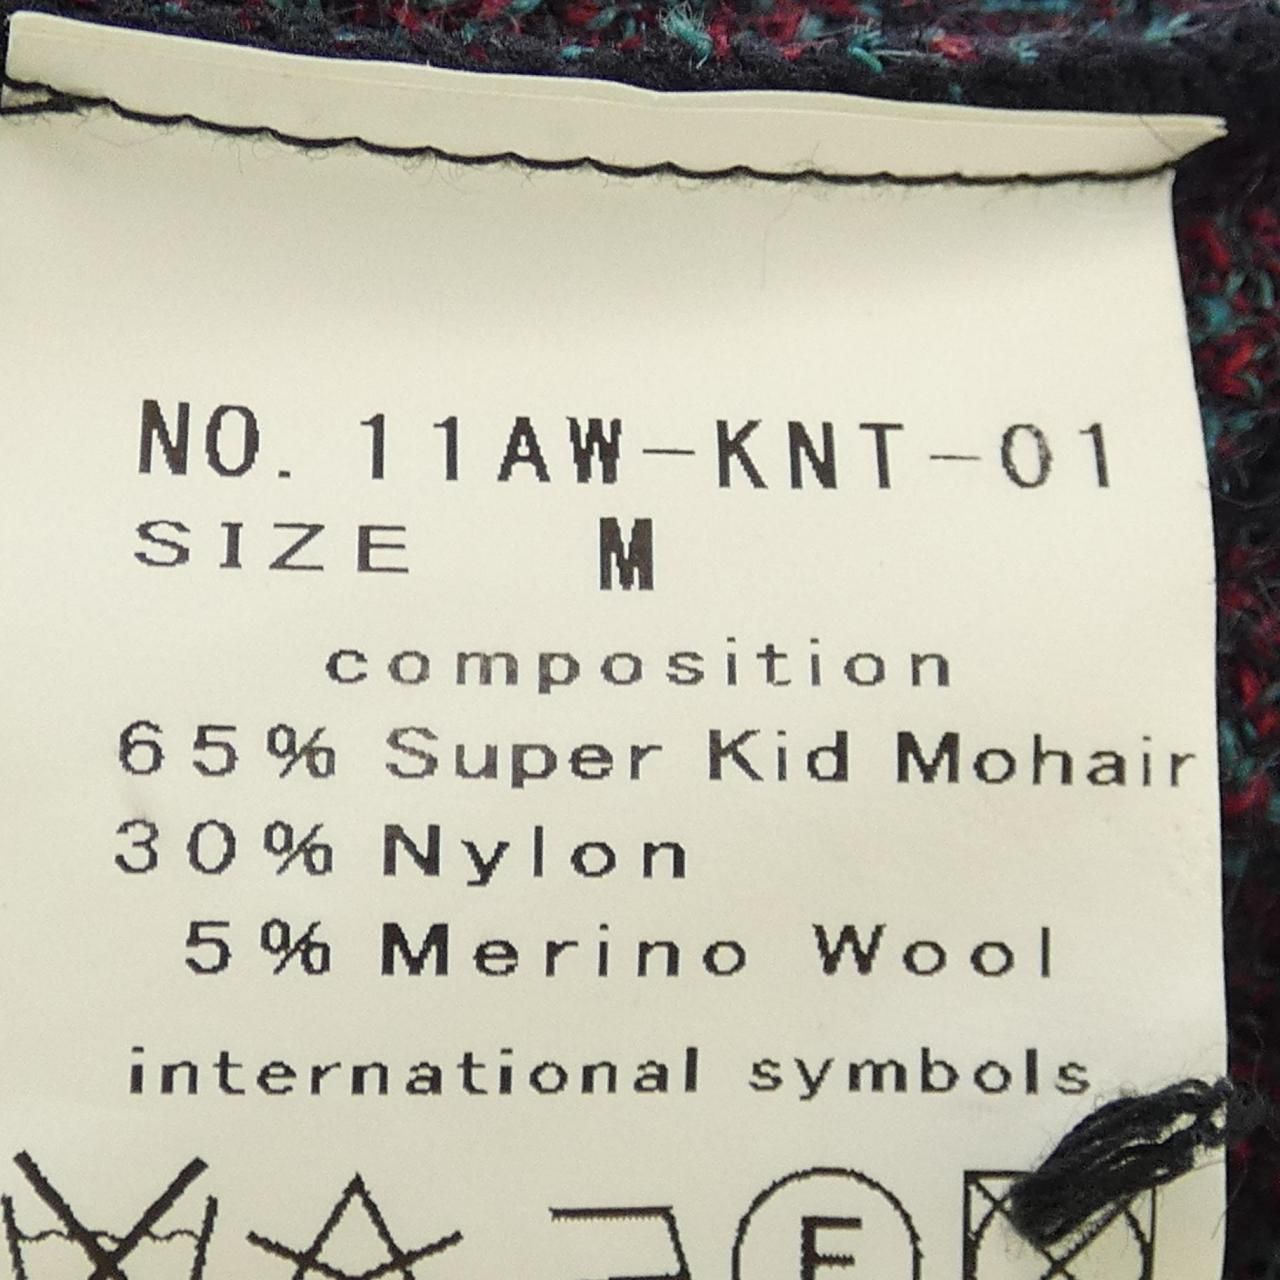 NO. 11AW-KNT-01
SIZE M
composition
65% Super Kid Mohair
30% Nylon
5% Merino Wool
international symbols
F